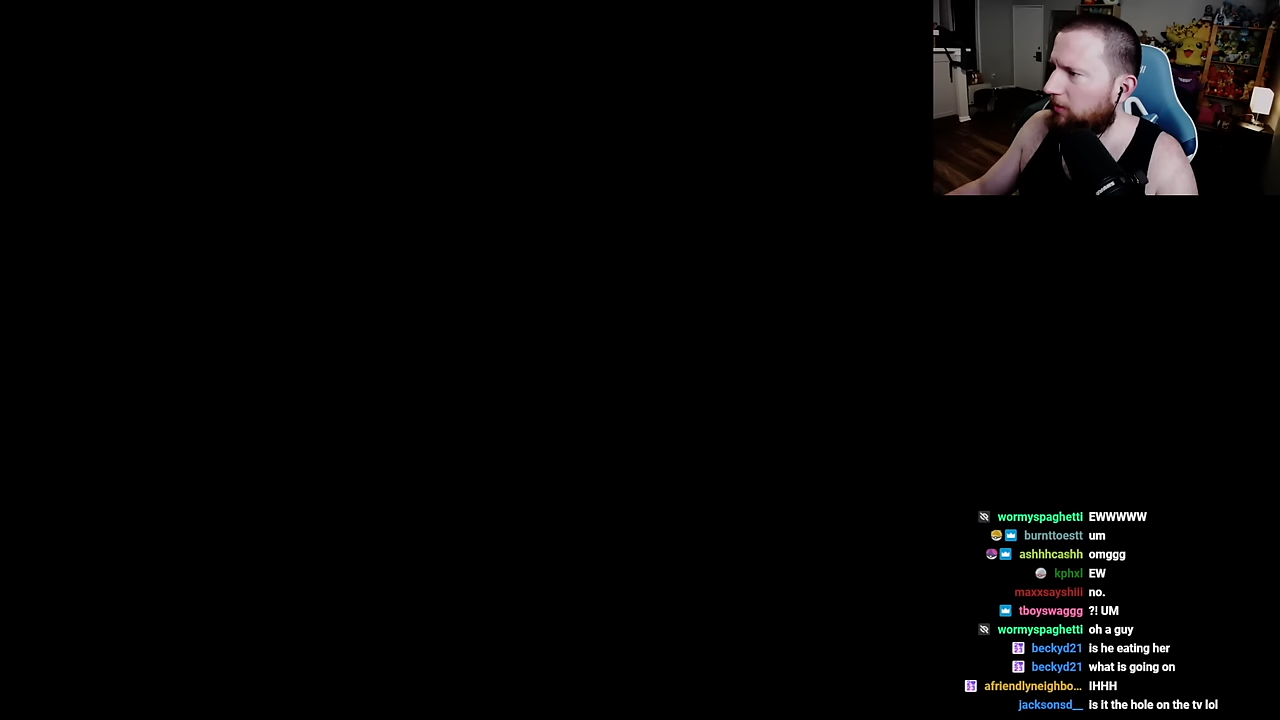 wormyspaghetti EWWWWW
burnttoestt um
ashhhcashh omggg
kphxl EW
maxxsayshiii no.
tboyswaggg ?! UM
wormyspaghetti oh a guy
beckyd21 is he eating her
beckyd21 what is going on
afriendlyneighbo... IHHH
jacksonsd__ is it the hole on the tv lol